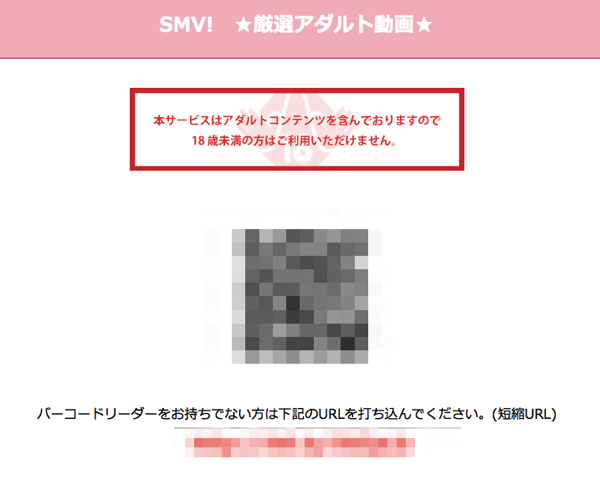 SMV! ★厳選アダルト動画★
本サービスはアダルトコンテンツを含んでおりますので
18歳未満の方はご利用いただけません。
18
バーコードリーダーをお持ちでない方は下記のURLを打ち込んでください。(短縮URL)